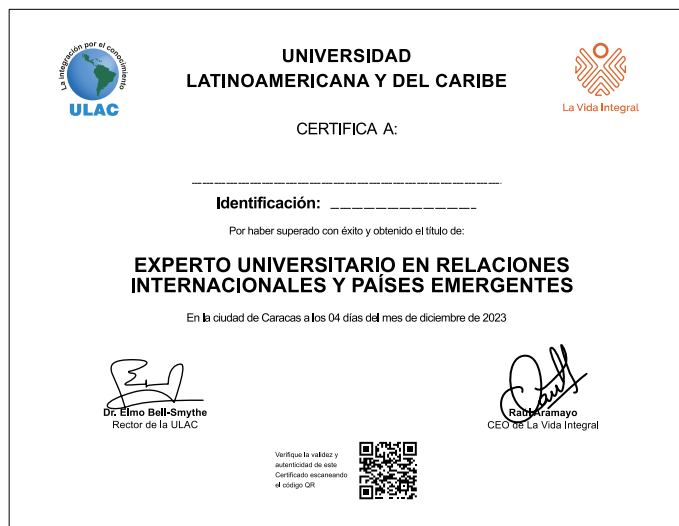 La integración por el conocimiento
ULAC
UNIVERSIDAD
LATINOAMERICANA Y DEL CARIBE
La Vida Integral
CERTIFICA A:
Identificación:
Por haber superado con éxito y obtenido el título de:
EXPERTO UNIVERSITARIO EN RELACIONES
INTERNACIONALES Y PAÍSES EMERGENTES
En la ciudad de Caracas a los 04 días del mes de diciembre de 2023
Dr. Elmo Bell-Smythe
Rector de la ULAC
Raúl Aramayo
CEO de La Vida Integral
Verifique la validez y
autenticidad de este
Certificado escaneando
el código QR